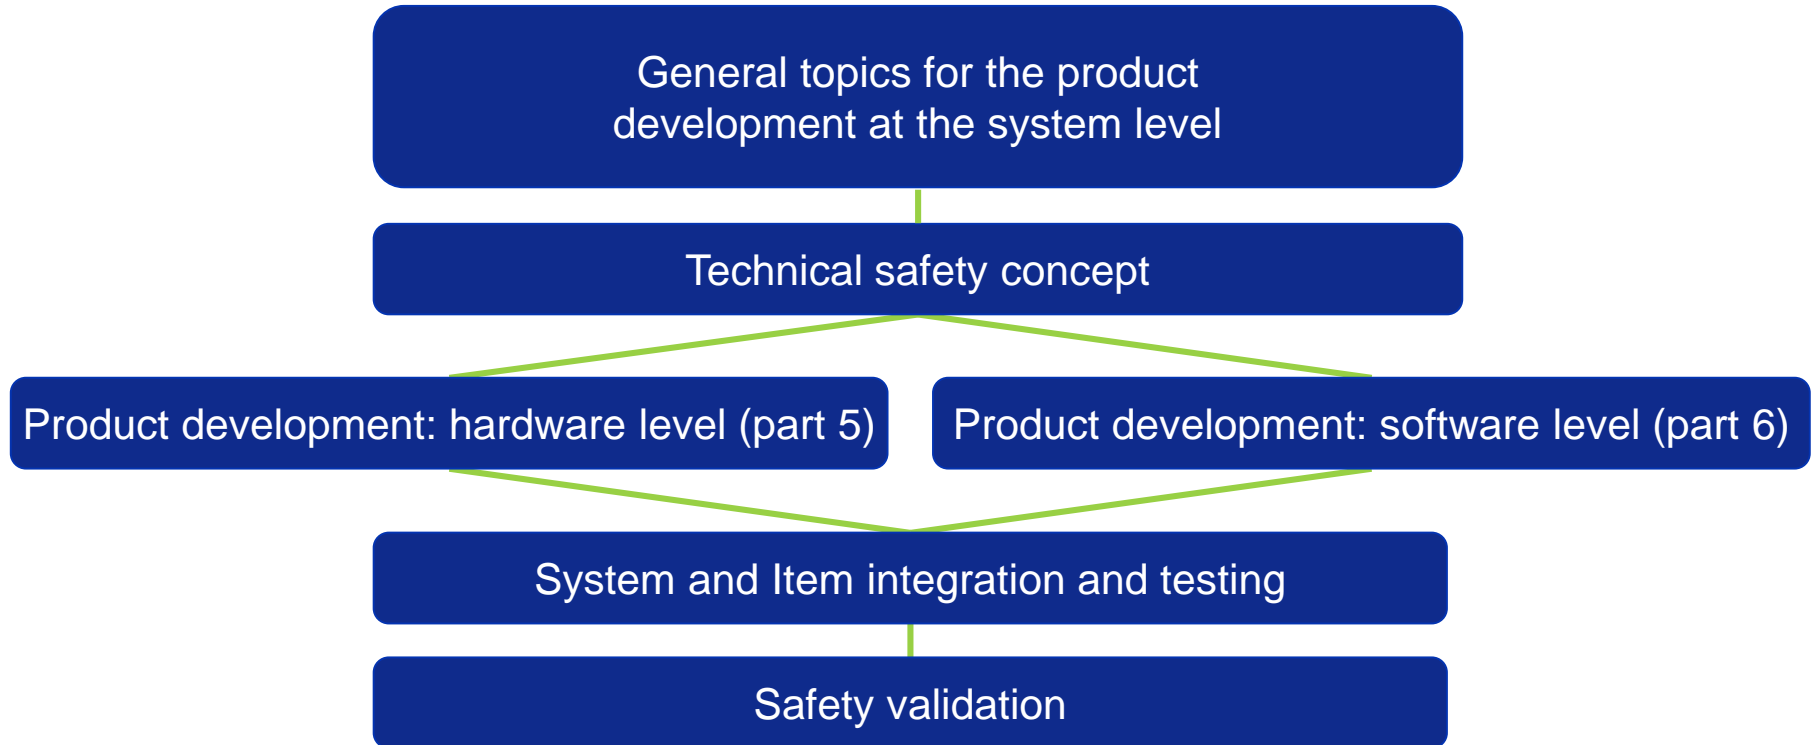 General topics for the product
development at the system level
Technical safety concept
Product development: hardware level (part 5)
Product development: software level (part 6)
System and Item integration and testing
Safety validation